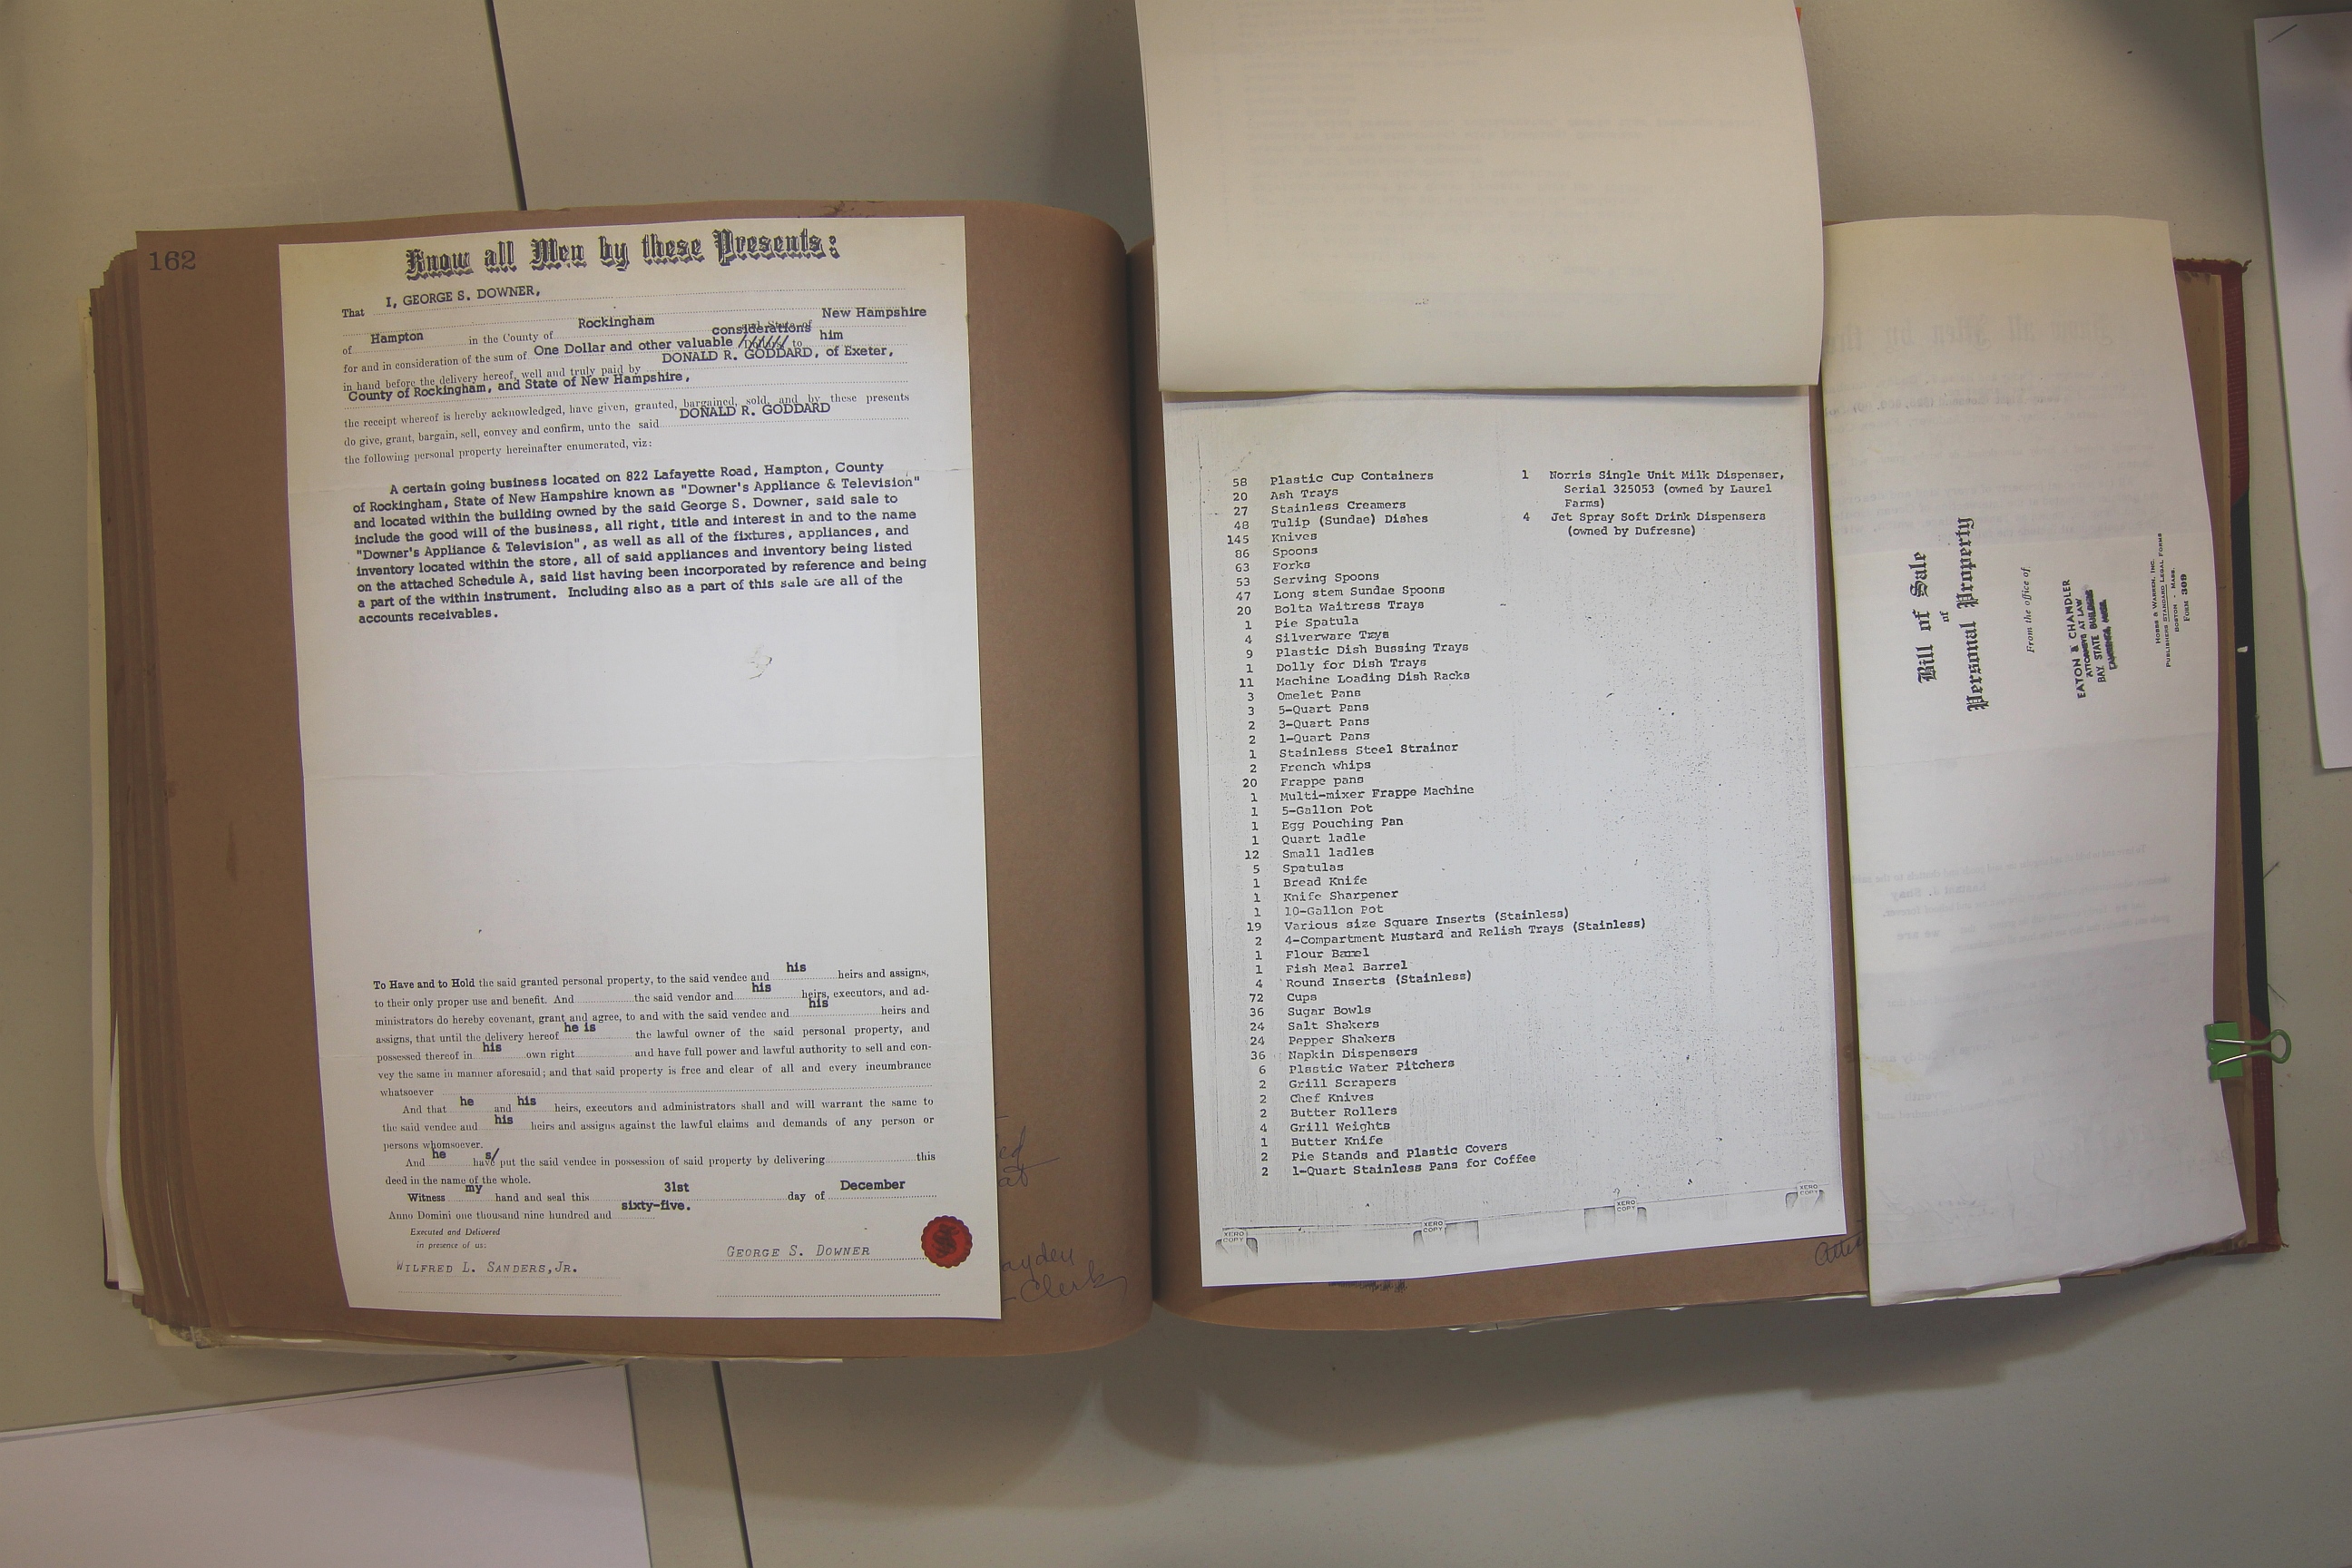 162
Know all Men by these Presents:
That I, GEORGE S. DOWNER,
of Hampton in the County of Rockingham and State of New Hampshire
for and in consideration of the sum of One Dollar and other valuable considerations to him
in hand before the delivery hereof, well and truly paid by DONALD R. GODDARD, of Exeter,
County of Rockingham, and State of New Hampshire,
the receipt whereof is hereby acknowledged, have given, granted, bargained, sold, and by these presents
do give, grant, bargain, sell, convey and confirm, unto the said DONALD R. GODDARD
the following personal property hereinafter enumerated, viz:
A certain going business located on 822 Lafayette Road, Hampton, County
of Rockingham, State of New Hampshire known as "Downer's Appliance & Television"
and located within the building owned by the said George S. Downer, said sale to
include the good will of the business, all right, title and interest in and to the name
"Downer's Appliance & Television", as well as all of the fixtures, appliances, and
inventory located within the store, all of said appliances and inventory being listed
on the attached Schedule A, said list having been incorporated by reference and being
a part of the within instrument. Including also as a part of this sale are all of the
accounts receivables.
To Have and to Hold the said granted personal property, to the said vendee and his heirs and assigns,
to their only proper use and benefit. And the said vendor and his heirs, executors, and ad-
ministrators do hereby covenant, grant and agree, to and with the said vendee and his heirs and
assigns, that until the delivery hereof he is the lawful owner of the said personal property, and
possessed thereof in his own right and have full power and lawful authority to sell and con-
vey the same in manner aforesaid; and that said property is free and clear of all and every incumbrance
whatsoever
And that he and his heirs, executors and administrators shall and will warrant the same to
the said vendee and his heirs and assigns against the lawful claims and demands of any person or
persons whomsoever.
And he has/ put the said vendee in possession of said property by delivering this
deed in the name of the whole.
Witness my hand and seal this 31st day of December
Anno Domini one thousand nine hundred and sixty-five.
Executed and Delivered
in presence of us:
GEORGE S. DOWNER
WILFRED L. SANDERS,JR.
ayden
Clerk
58 Plastic Cup Containers
20 Ash Trays
27 Stainless Creamers
48 Tulip (Sundae) Dishes
145 Knives
86 Spoons
63 Forks
53 Serving Spoons
47 Long stem Sundae Spoons
20 Bolta Waitress Trays
1 Pie Spatula
4 Silverware Trys
9 Plastic Dish Bussing Trays
1 Dolly for Dish Trays
11 Machine Loading Dish Racks
3 Omelet Pans
3 5-Quart Pans
2 3-Quart Pans
2 1-Quart Pans
1 Stainless Steel Strainer
2 French whips
20 Frappe pans
1 Multi-mixer Frappe Machine
1 5-Gallon Pot
1 Egg Pouching Pan
1 Quart ladle
12 Small ladles
5 Spatulas
1 Bread Knife
1 Knife Sharpener
1 10-Gallon Pot
19 Various size Square Inserts (Stainless)
2 4-Compartment Mustard and Relish Trays (Stainless)
1 Flour Barrel
1 Fish Meal Barrel
4 Round Inserts (Stainless)
72 Cups
36 Sugar Bowls
24 Salt Shakers
24 Pepper Shakers
36 Napkin Dispensers
6 Plastic Water Pitchers
2 Grill Scrapers
2 Chef Knives
2 Butter Rollers
4 Grill Weights
1 Butter Knife
2 Pie Stands and Plastic Covers
2 1-Quart Stainless Pans for Coffee
1 Norris Single Unit Milk Dispenser,
Serial 325053 (owned by Laurel
Farms)
4 Jet Spray Soft Drink Dispensers
(owned by Dufresne)
XERO COPY
XERO COPY
XERO COPY
XERO COPY
Bill of Sale
of
Personal Property
From the office of
EATON & CHANDLER
ATTORNEYS AT LAW
BAY STATE BUILDING
LAWRENCE, MASS.
HOBBS & WARREN, INC.
PUBLISHERS STANDARD LEGAL FORMS
BOSTON - MASS.
FORM 309